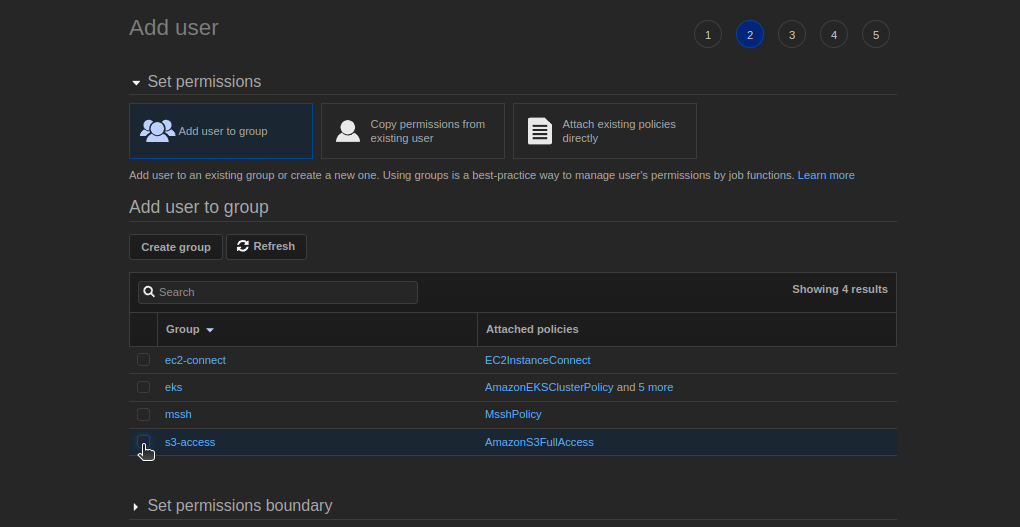 Add user
1 2 3 4 5
Set permissions
Add user to group
Copy permissions from
existing user
Attach existing policies
directly
Add user to an existing group or create a new one. Using groups is a best-practice way to manage user's permissions by job functions. Learn more
Add user to group
Create group Refresh
Search Showing 4 results
Group Attached policies
ec2-connect EC2InstanceConnect
eks AmazonEKSClusterPolicy and 5 more
mssh MsshPolicy
s3-access AmazonS3FullAccess
Set permissions boundary